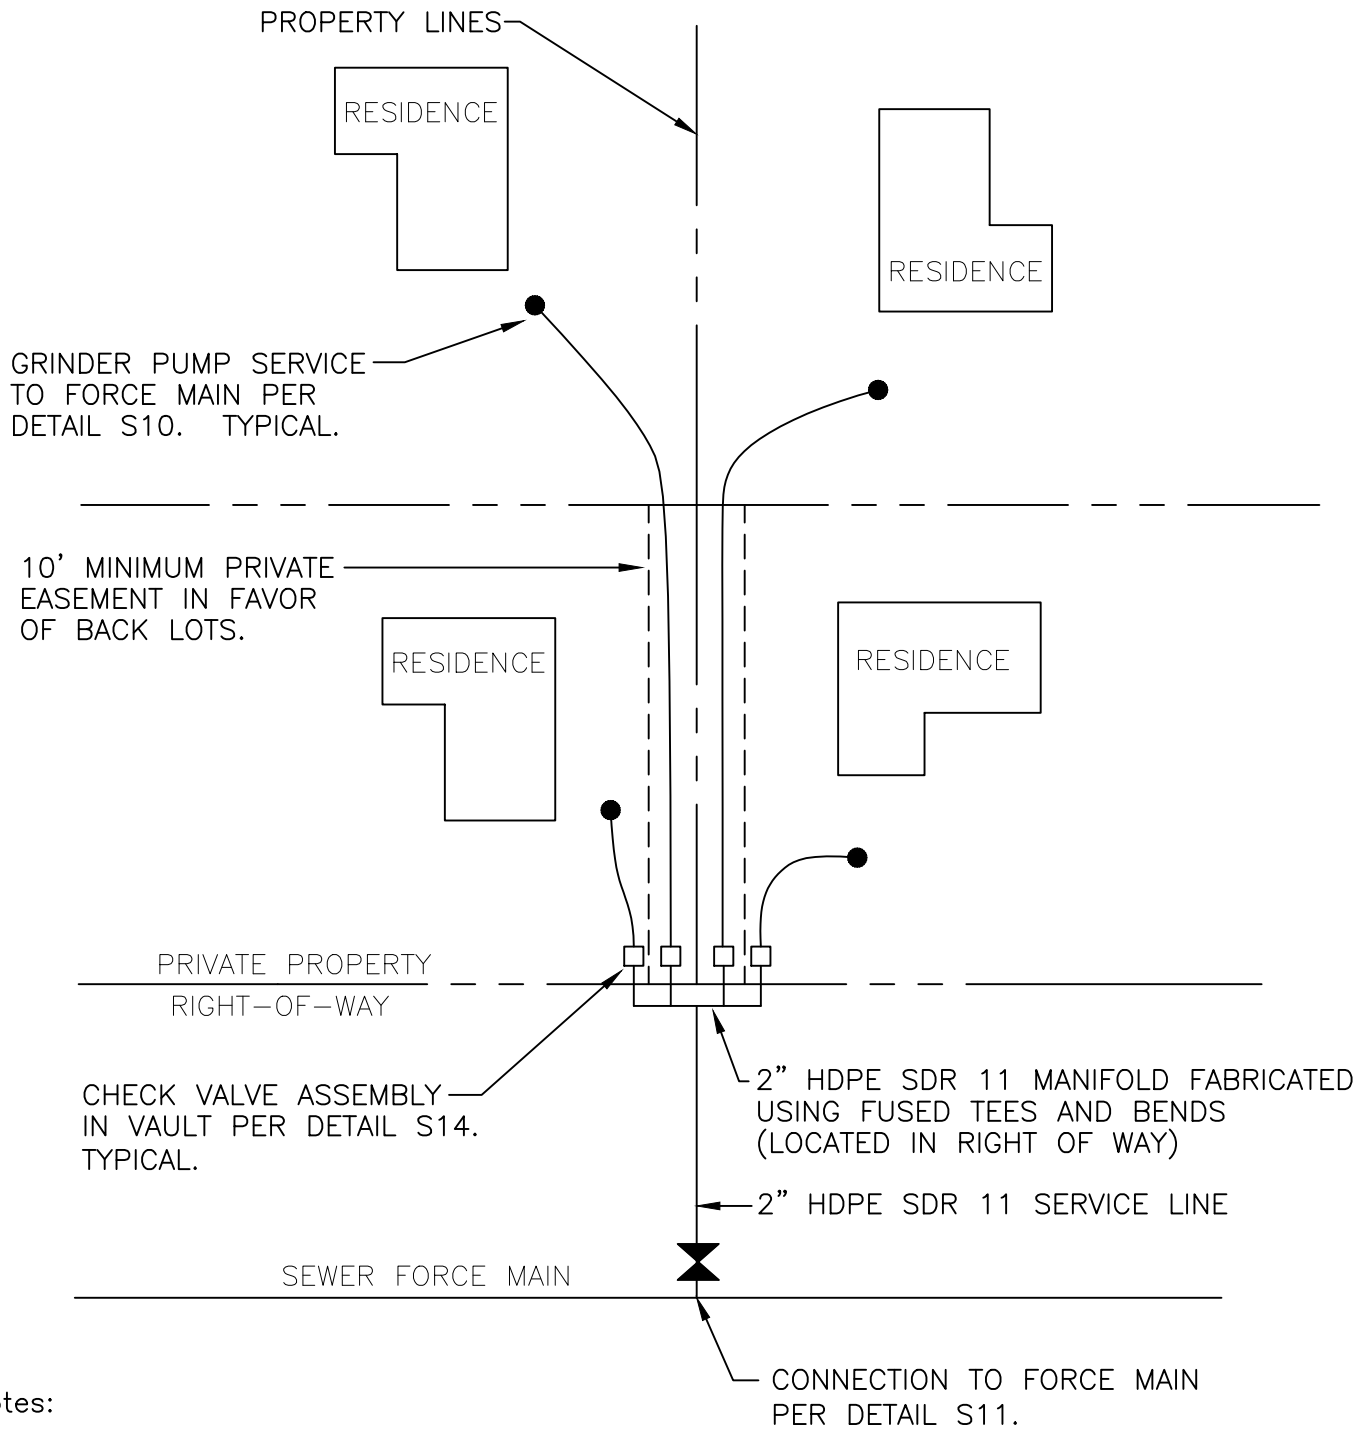 PROPERTY LINES
RESIDENCE
RESIDENCE
GRINDER PUMP SERVICE
TO FORCE MAIN PER
DETAIL S10. TYPICAL.
10' MINIMUM PRIVATE
EASEMENT IN FAVOR
OF BACK LOTS.
RESIDENCE
RESIDENCE
PRIVATE PROPERTY
RIGHT-OF-WAY
CHECK VALVE ASSEMBLY
IN VAULT PER DETAIL S14.
TYPICAL.
2" HDPE SDR 11 MANIFOLD FABRICATED
USING FUSED TEES AND BENDS
(LOCATED IN RIGHT OF WAY)
2" HDPE SDR 11 SERVICE LINE
SEWER FORCE MAIN
CONNECTION TO FORCE MAIN
PER DETAIL S11.
tes: